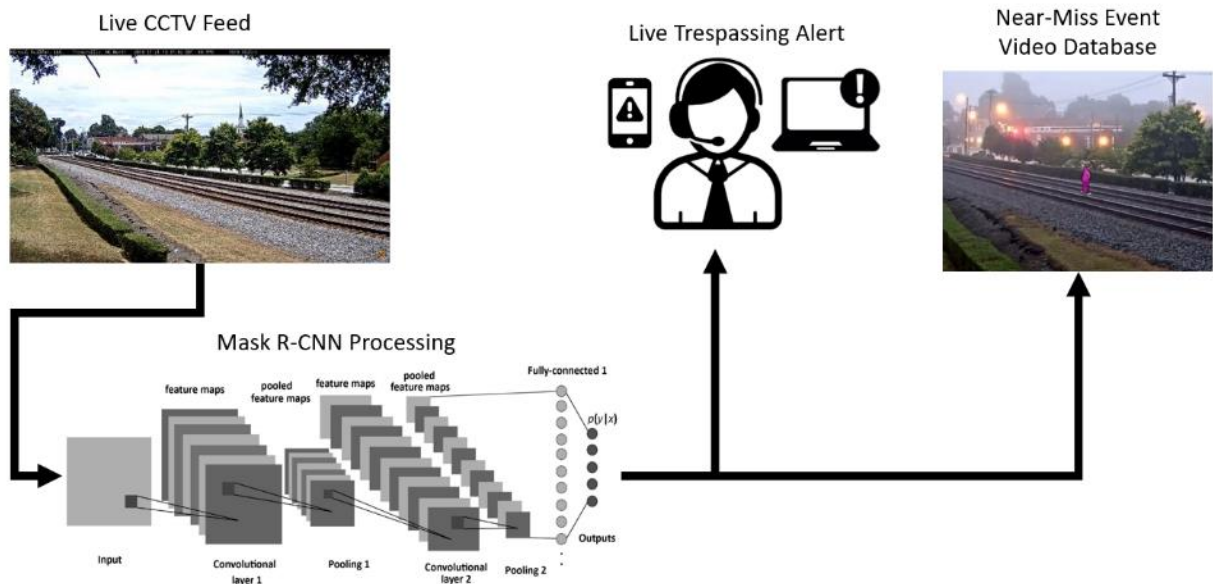 Live CCTV Feed
Live Trespassing Alert
Near-Miss Event
Video Database
Mask R-CNN Processing
feature maps
pooled
feature maps
feature maps
pooled
feature maps
Fully-connected 1
p(y|x)
Input
Convolutional
layer 1
Pooling 1
Convolutional
layer 2
Pooling 2
Outputs